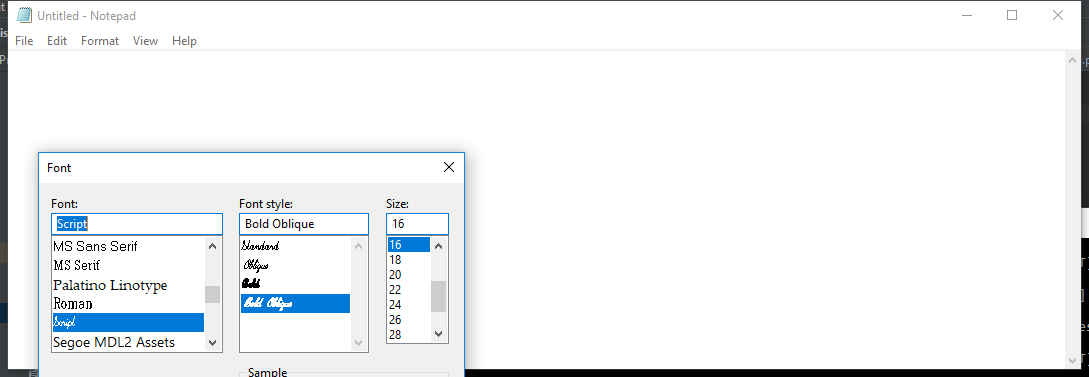 Untitled - Notepad
File Edit Format View Help
Font
Font: Font style: Size:
Script Bold Oblique 16
MS Sans Serif Standard 16
MS Serif Oblique 18
Palatino Linotype Bold 20
Roman Bold Oblique 22
Script 24
Segoe MDL2 Assets 26
28
Sample